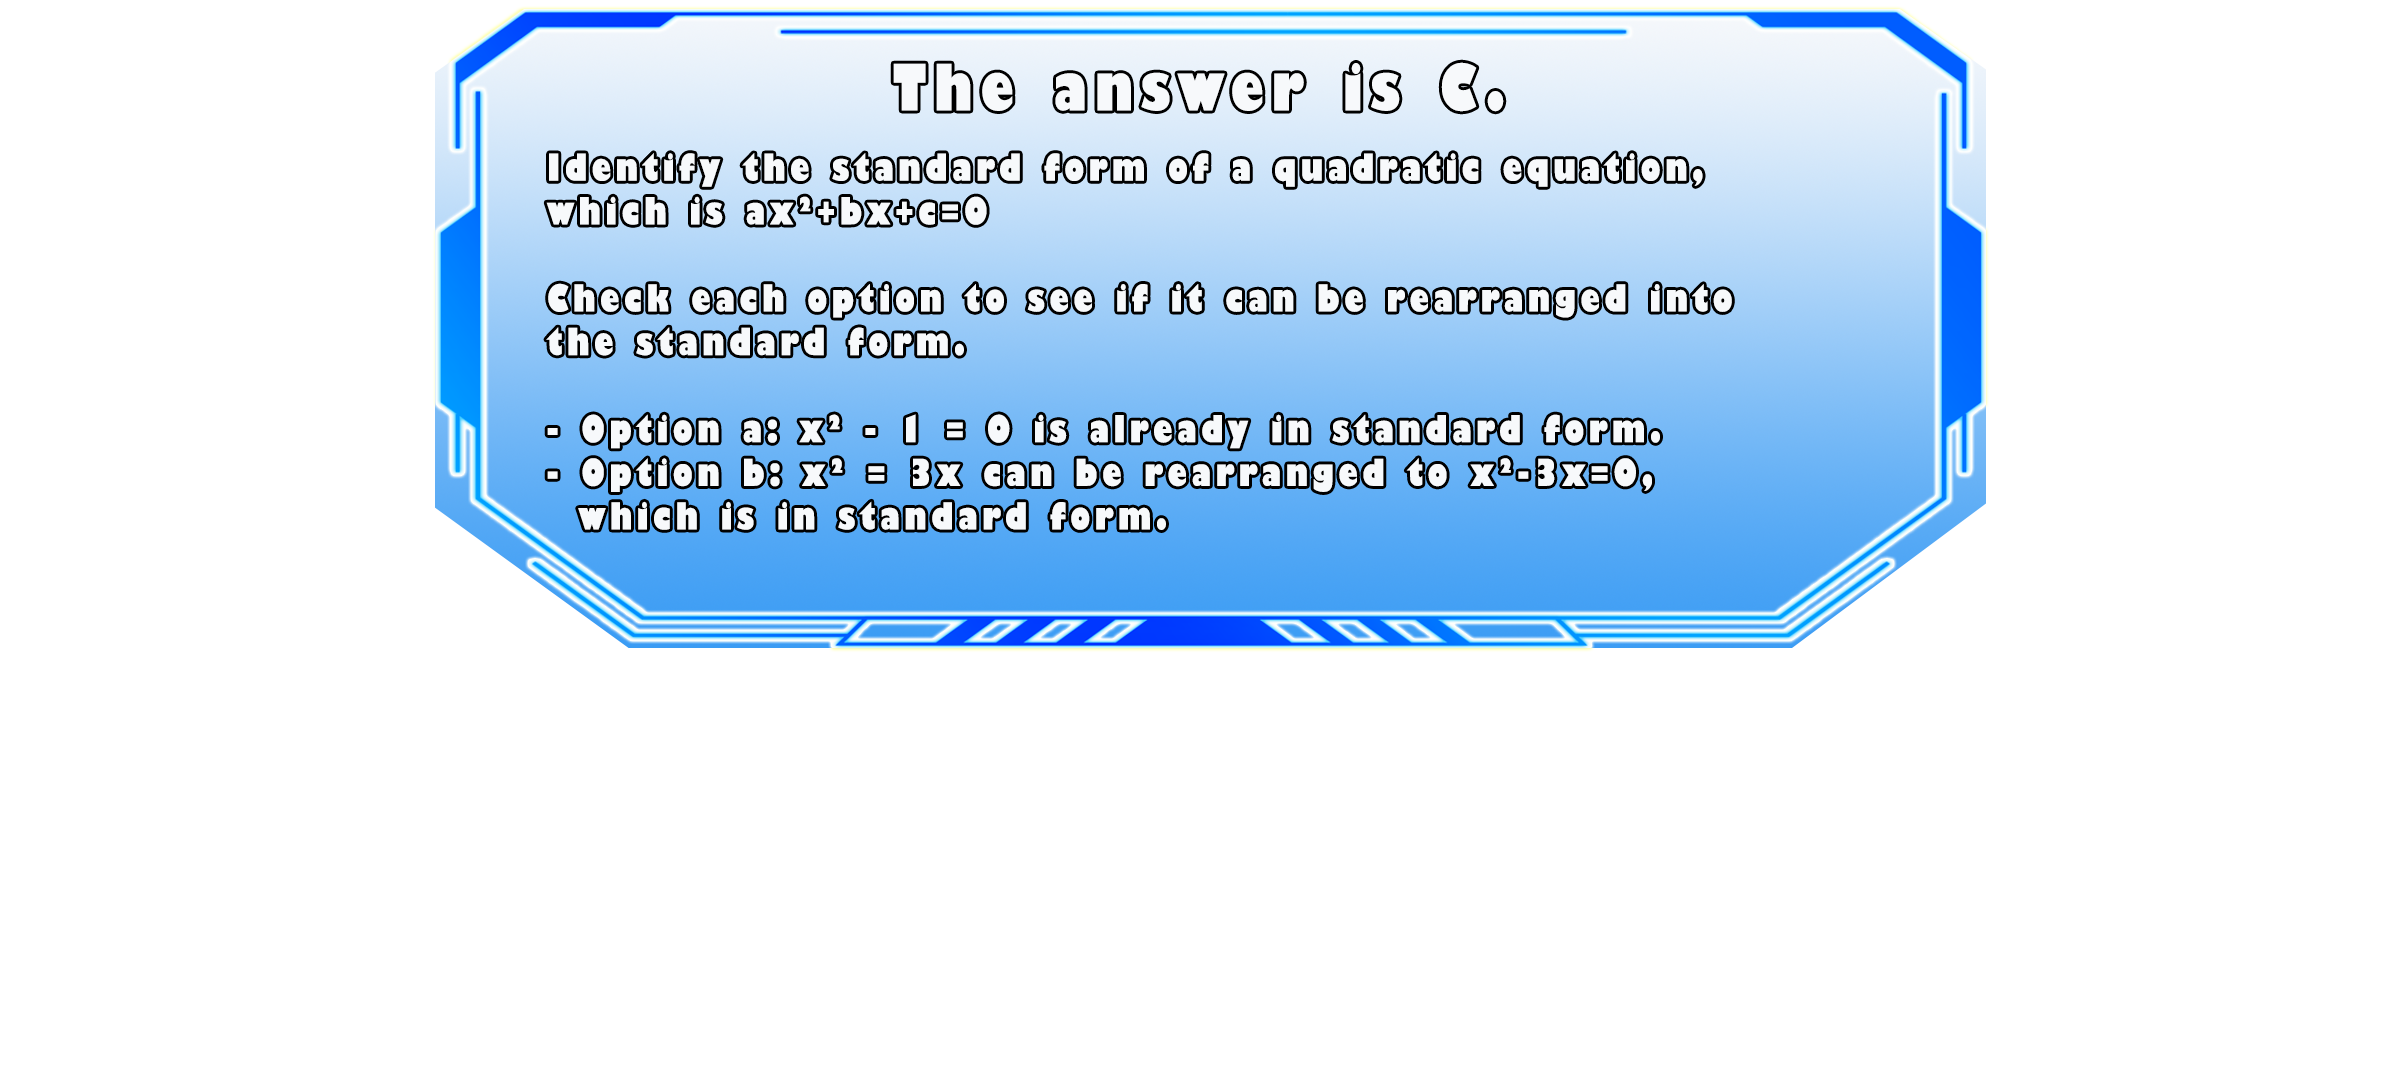 The answer is C.
Identify the standard form of a quadratic equation,
which is ax²+bx+c=0
Check each option to see if it can be rearranged into
the standard form.
- Option a: x² - 1 = 0 is already in standard form.
- Option b: x² = 3x can be rearranged to x²-3x=0,
which is in standard form.